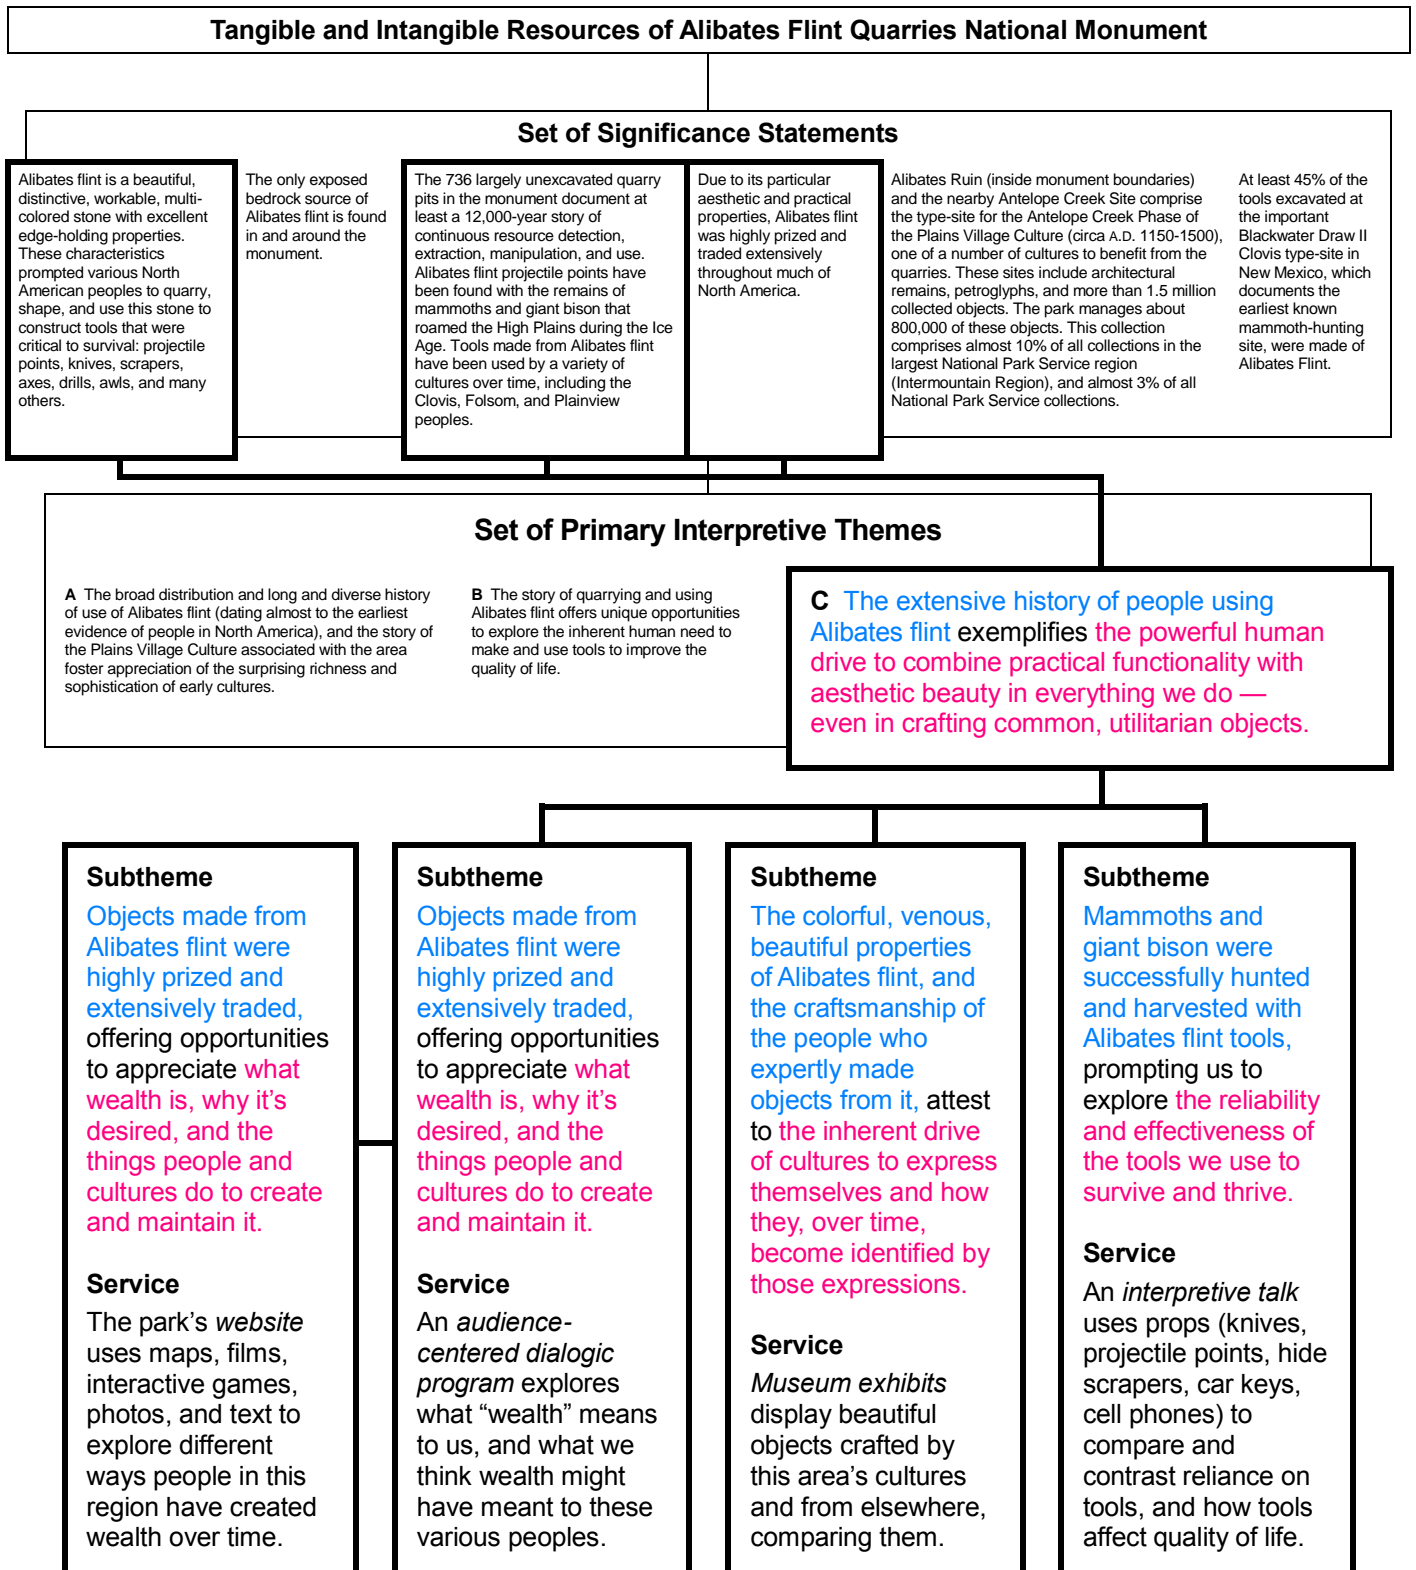 Tangible and Intangible Resources of Alibates Flint Quarries National Monument
Set of Significance Statements
Alibates flint is a beautiful,
distinctive, workable, multi-
colored stone with excellent
edge-holding properties.
These characteristics
prompted various North
American peoples to quarry,
shape, and use this stone to
construct tools that were
critical to survival: projectile
points, knives, scrapers,
axes, drills, awls, and many
others.
The only exposed
bedrock source of
Alibates flint is found
in and around the
monument.
The 736 largely unexcavated quarry
pits in the monument document at
least a 12,000-year story of
continuous resource detection,
extraction, manipulation, and use.
Alibates flint projectile points have
been found with the remains of
mammoths and giant bison that
roamed the High Plains during the Ice
Age. Tools made from Alibates flint
have been used by a variety of
cultures over time, including the
Clovis, Folsom, and Plainview
peoples.
Due to its particular
aesthetic and practical
properties, Alibates flint
was highly prized and
traded extensively
throughout much of
North America.
Alibates Ruin (inside monument boundaries)
and the nearby Antelope Creek Site comprise
the type-site for the Antelope Creek Phase of
the Plains Village Culture (circa A.D. 1150-1500),
one of a number of cultures to benefit from the
quarries. These sites include architectural
remains, petroglyphs, and more than 1.5 million
collected objects. The park manages about
800,000 of these objects. This collection
comprises almost 10% of all collections in the
largest National Park Service region
(Intermountain Region), and almost 3% of all
National Park Service collections.
At least 45% of the
tools excavated at
the important
Blackwater Draw II
Clovis type-site in
New Mexico, which
documents the
earliest known
mammoth-hunting
site, were made of
Alibates Flint.
Set of Primary Interpretive Themes
A The broad distribution and long and diverse history
of use of Alibates flint (dating almost to the earliest
evidence of people in North America), and the story of
the Plains Village Culture associated with the area
foster appreciation of the surprising richness and
sophistication of early cultures.
B The story of quarrying and using
Alibates flint offers unique opportunities
to explore the inherent human need to
make and use tools to improve the
quality of life.
C The extensive history of people using
Alibates flint exemplifies the powerful human
drive to combine practical functionality with
aesthetic beauty in everything we do —
even in crafting common, utilitarian objects.
Subtheme
Objects made from
Alibates flint were
highly prized and
extensively traded,
offering opportunities
to appreciate what
wealth is, why it's
desired, and the
things people and
cultures do to create
and maintain it.
Service
The park's website
uses maps, films,
interactive games,
photos, and text to
explore different
ways people in this
region have created
wealth over time.
Subtheme
Objects made from
Alibates flint were
highly prized and
extensively traded,
offering opportunities
to appreciate what
wealth is, why it's
desired, and the
things people and
cultures do to create
and maintain it.
Service
An audience-
centered dialogic
program explores
what “wealth” means
to us, and what we
think wealth might
have meant to these
various peoples.
Subtheme
The colorful, venous,
beautiful properties
of Alibates flint, and
the craftsmanship of
the people who
expertly made
objects from it, attest
to the inherent drive
of cultures to express
themselves and how
they, over time,
become identified by
those expressions.
Service
Museum exhibits
display beautiful
objects crafted by
this area's cultures
and from elsewhere,
comparing them.
Subtheme
Mammoths and
giant bison were
successfully hunted
and harvested with
Alibates flint tools,
prompting us to
explore the reliability
and effectiveness of
the tools we use to
survive and thrive.
Service
An interpretive talk
uses props (knives,
projectile points, hide
scrapers, car keys,
cell phones) to
compare and
contrast reliance on
tools, and how tools
affect quality of life.